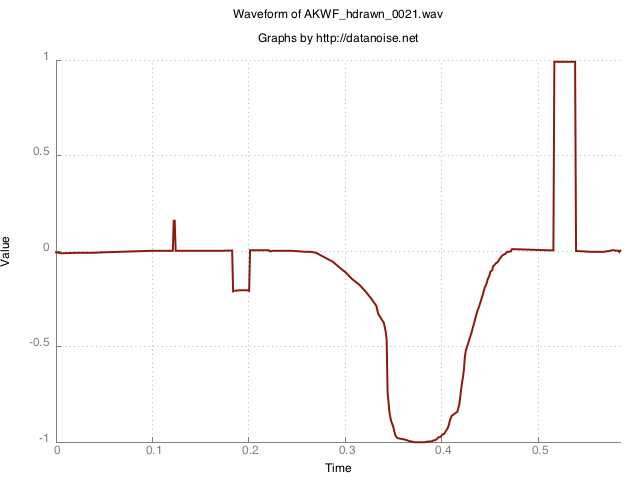 Waveform of AKWF_hdrawn_0021.wav
Graphs by http://datanoise.net
1
0.5
0
-0.5
-1
Value
0 0.1 0.2 0.3 0.4 0.5
Time